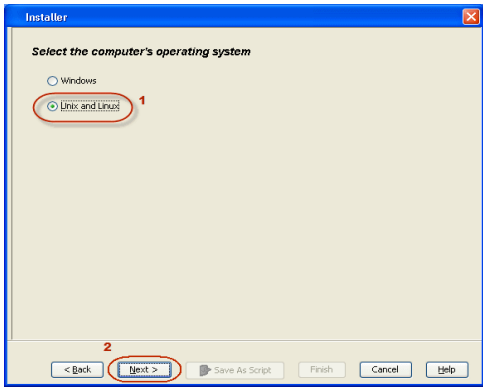 Installer
Select the computer's operating system
Windows
Unix and Linux
1
2
< Back Next > Save As Script Finish Cancel Help